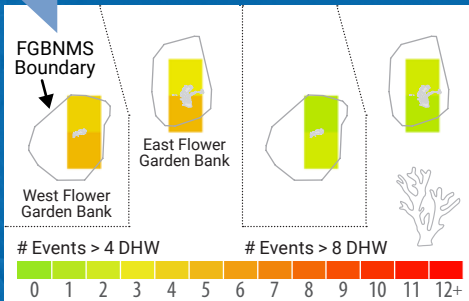 FGBNMS
Boundary
East Flower
Garden Bank
West Flower
Garden Bank
# Events > 4 DHW
# Events > 8 DHW
0 1 2 3 4 5 6 7 8 9 10 11 12+